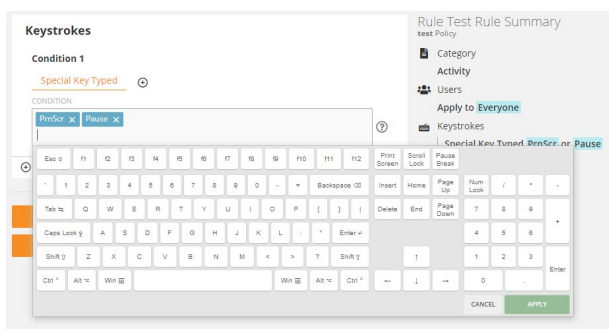 Keystrokes
Condition 1
Special Key Typed
CONDITION
PrnScr x Pause x
Rule Test Rule Summary
test Policy
Category
Activity
Users
Apply to Everyone
Keystrokes
Special Key Typed PrnScr or Pause
Esc f1 f2 f3 f4 f5 f6 f7 f8 f9 f10 f11 f12 Print Screen Scroll Lock Pause Break
1 2 3 4 5 6 7 8 9 0 - = Backspace Insert Home Page Up Num Lock / * -
Tab Q W E R T Y U I O P { } | Delete End Page Down 7 8 9 +
Caps Lock A S D F G H J K L : " Enter 4 5 6
Shift Z X C V B N M < > ? Shift ↑ 1 2 3 Enter
Ctrl Alt Win Win Alt Ctrl ← ↓ → 0 .
CANCEL APPLY